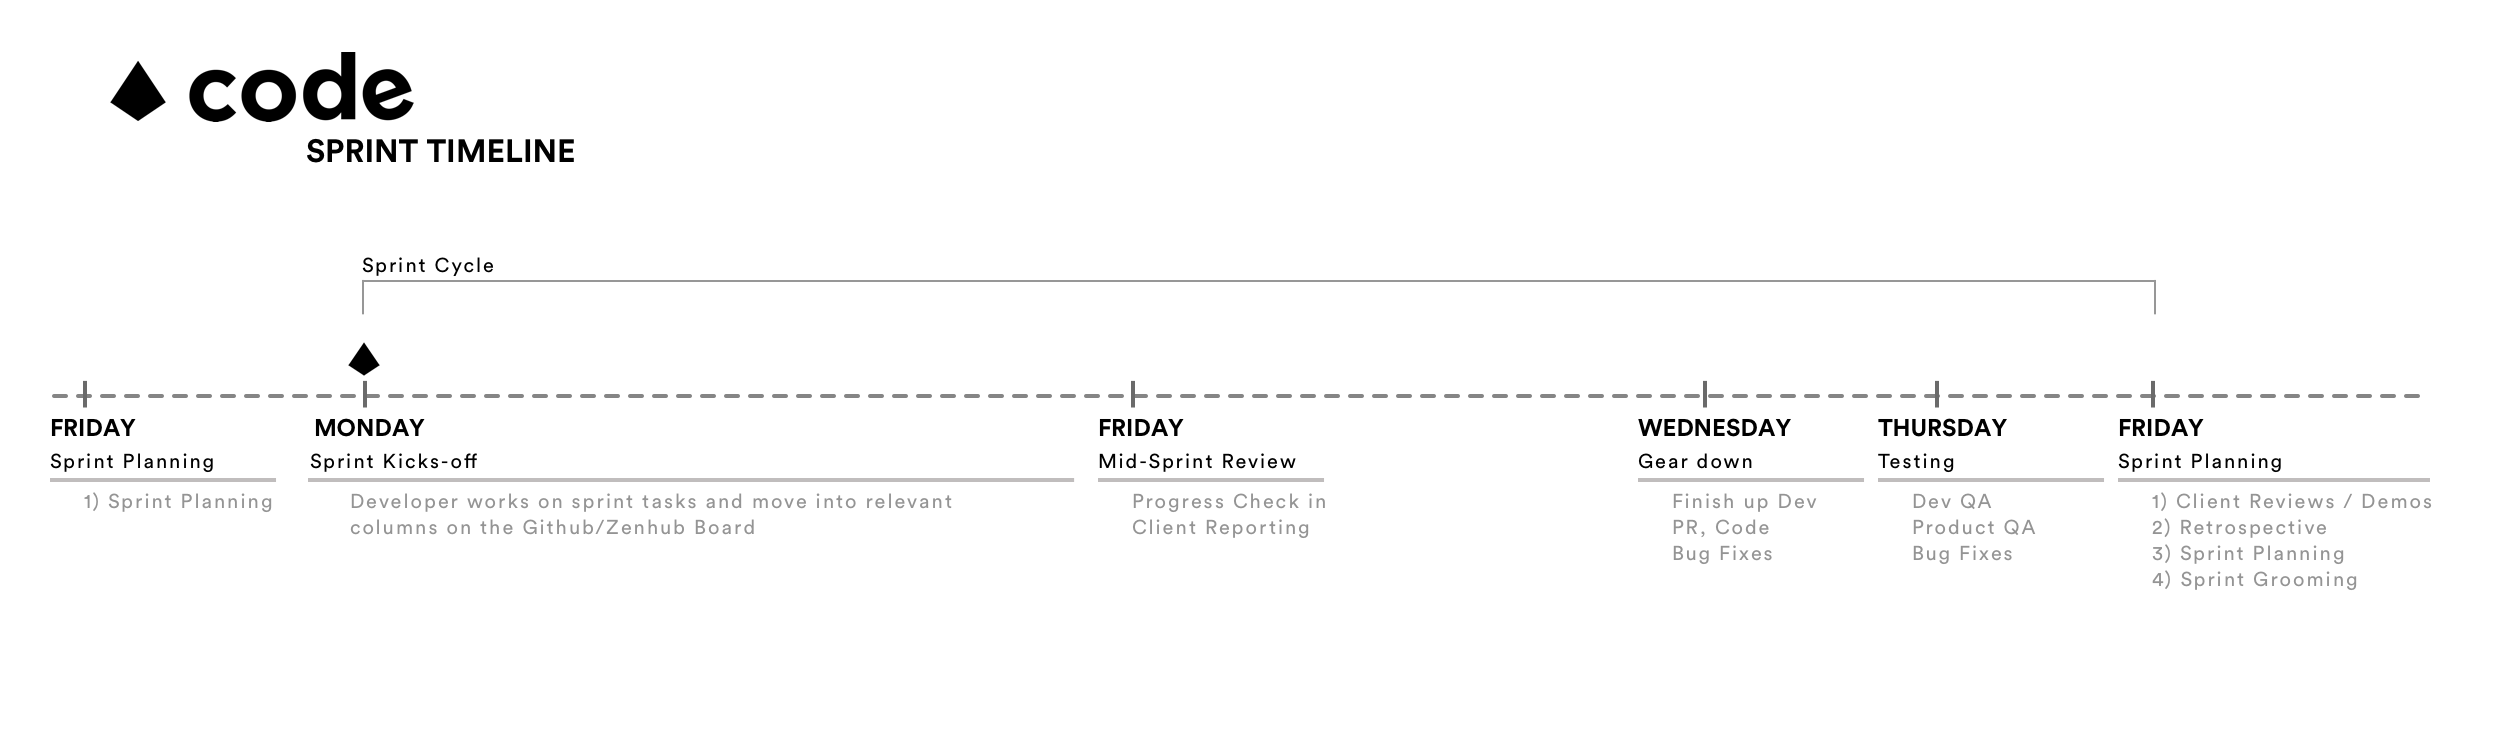 code
SPRINT TIMELINE
Sprint Cycle
FRIDAY
Sprint Planning
1) Sprint Planning
MONDAY
Sprint Kicks-off
Developer works on sprint tasks and move into relevant
columns on the Github/Zenhub Board
FRIDAY
Mid-Sprint Review
Progress Check in
Client Reporting
WEDNESDAY
Gear down
Finish up Dev
PR, Code
Bug Fixes
THURSDAY
Testing
Dev QA
Product QA
Bug Fixes
FRIDAY
Sprint Planning
1) Client Reviews / Demos
2) Retrospective
3) Sprint Planning
4) Sprint Grooming